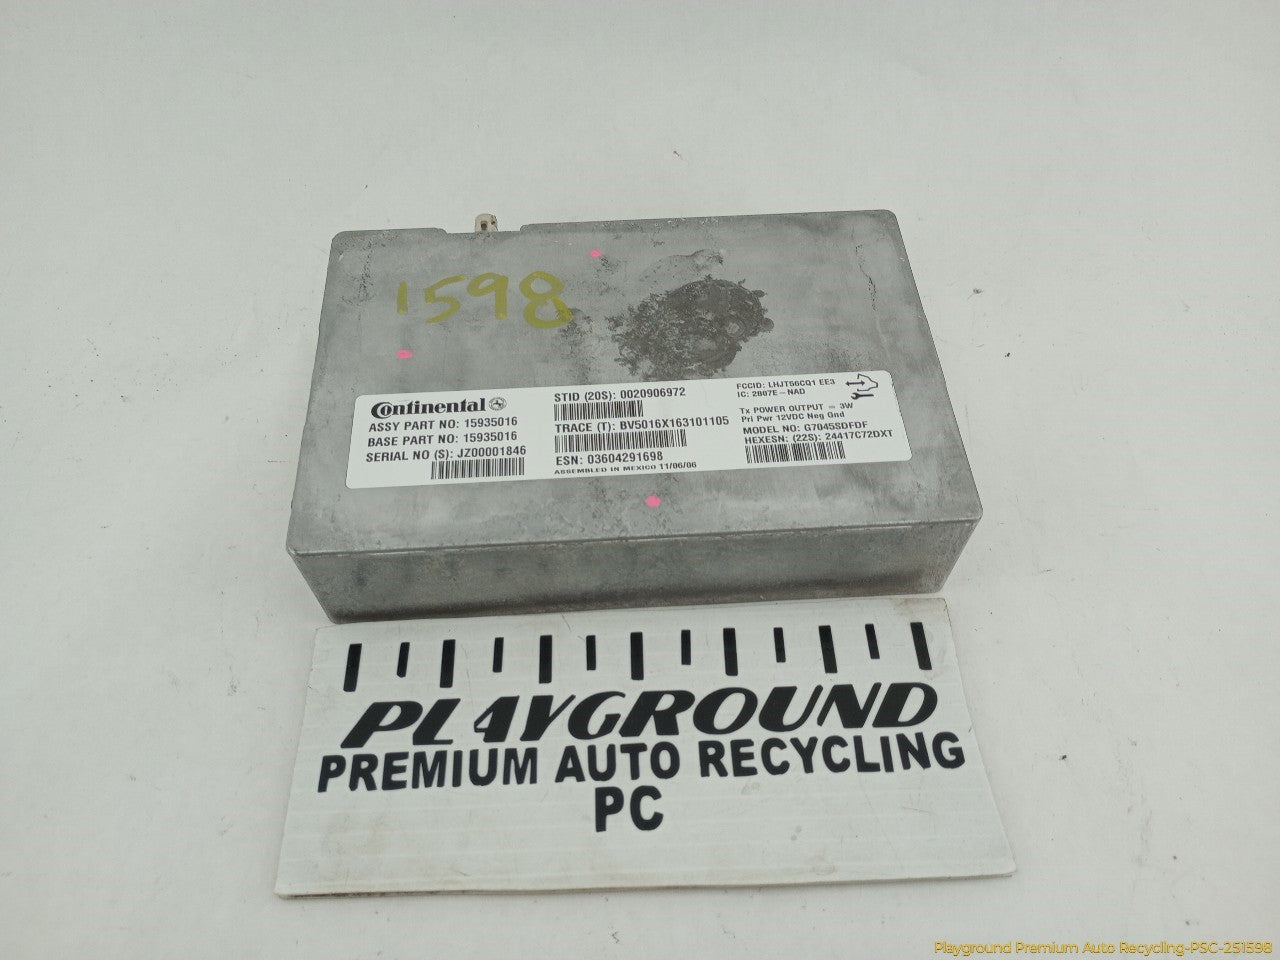 1598
Continental
ASSY PART NO: 15935016
BASE PART NO: 15935016
SERIAL NO (S): JZ00001846
STID (20S): 0020906972
TRACE (T): BV5016X163101105
ESN: 03604291698
ASSEMBLED IN MEXICO 11/06/06
FCCID: LHJT56CQ1 EE3
IC: 2807E-NAD
Tx POWER OUTPUT = 3W
Pri Pwr 12VDC Neg Gnd
MODEL NO: G7045SDFDF
HEXESN: (22S): 24417C72DXT
PL4YGROUND
PREMIUM AUTO RECYCLING
PC
Playground Premium Auto Recycling-PSC-251598